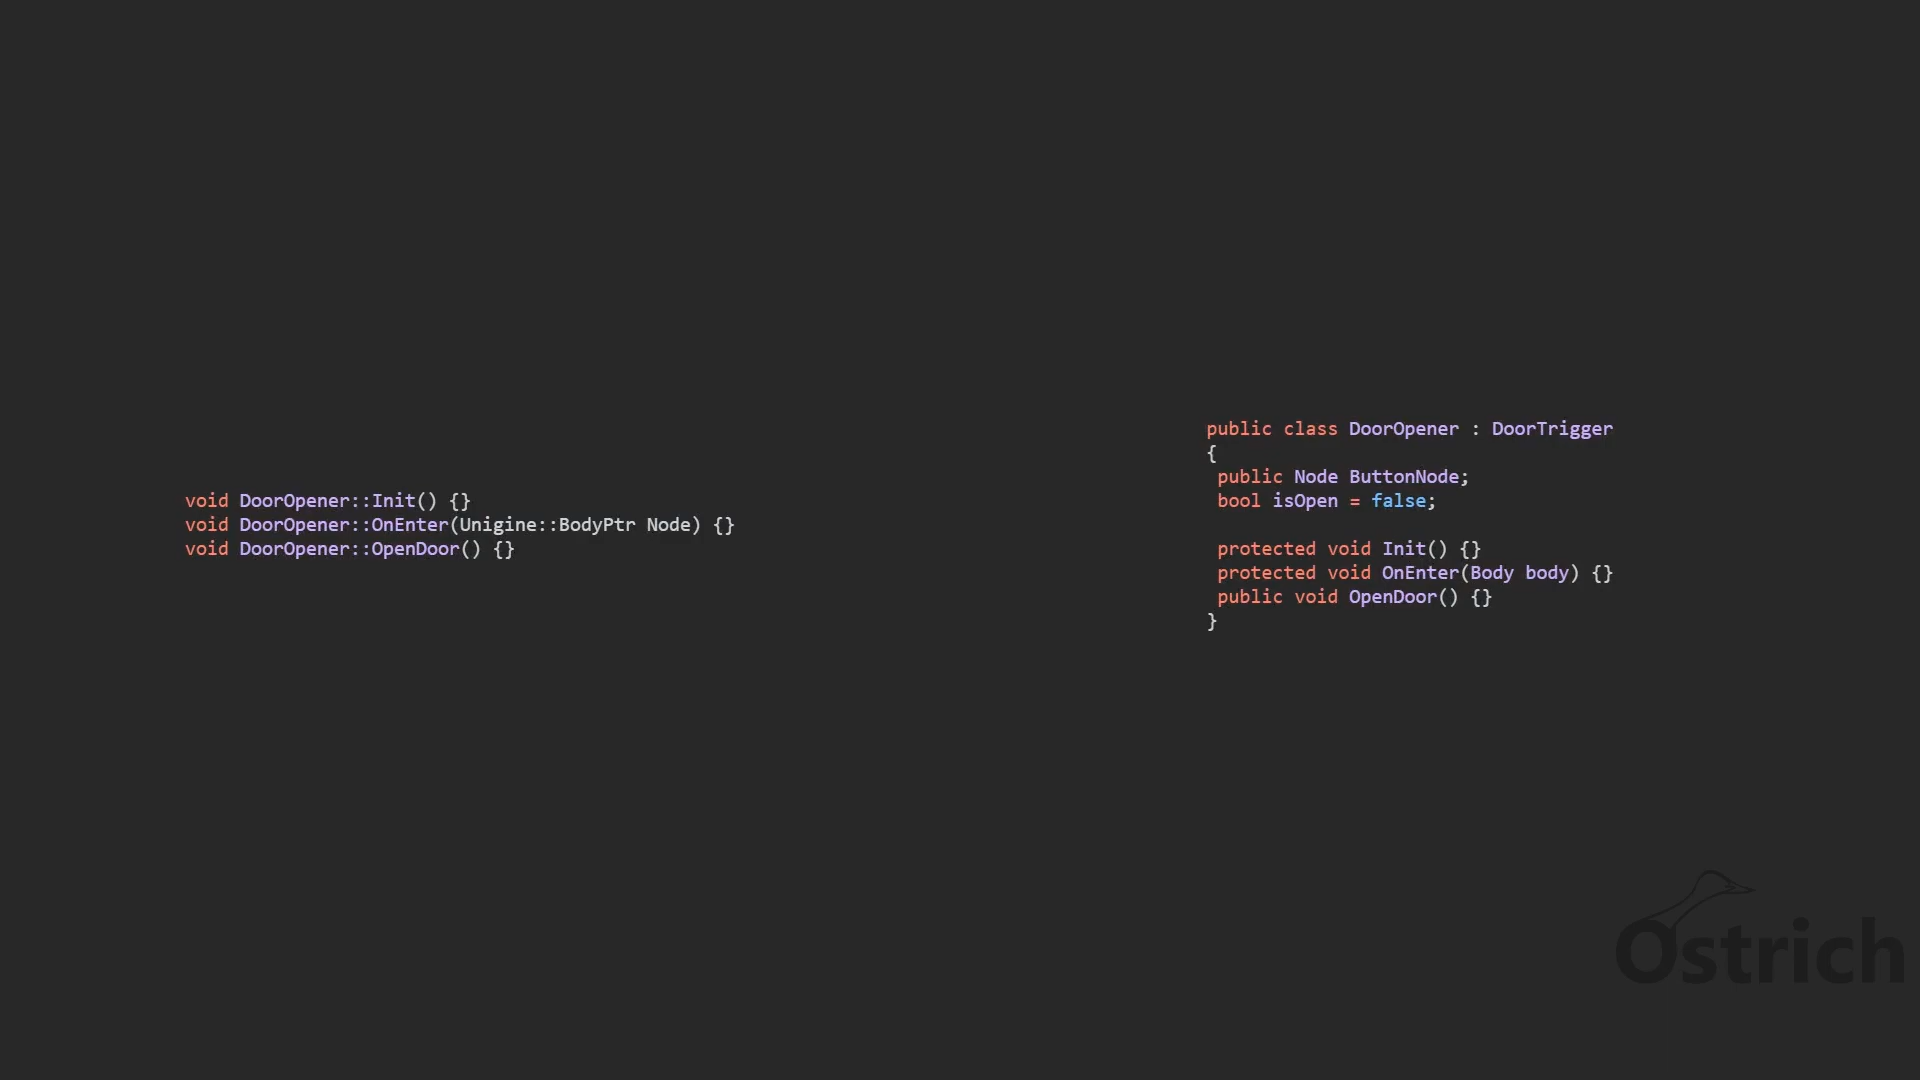 void DoorOpener::Init() {}
void DoorOpener::OnEnter(Unigine::BodyPtr Node) {}
void DoorOpener::OpenDoor() {}
public class DoorOpener : DoorTrigger
{
 public Node ButtonNode;
 bool isOpen = false;

 protected void Init() {}
 protected void OnEnter(Body body) {}
 public void OpenDoor() {}
}
Ostrich